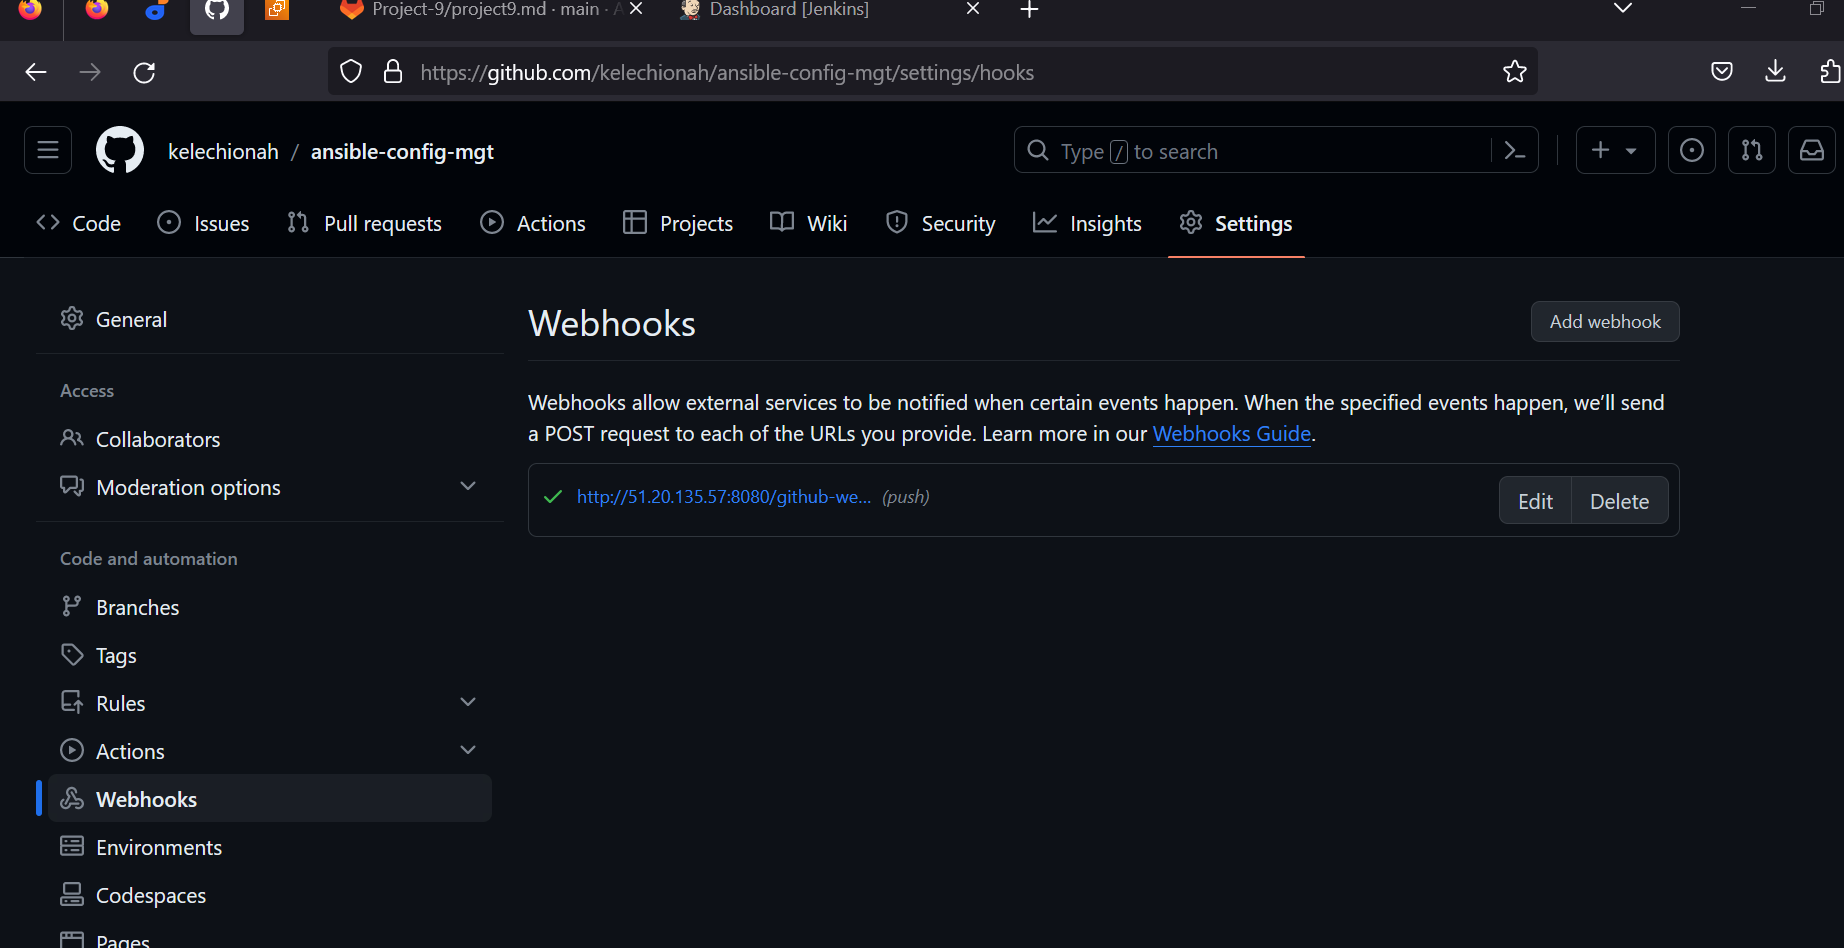 Project-9/project9.md · main · A
Dashboard [Jenkins]
https://github.com/kelechionah/ansible-config-mgt/settings/hooks
kelechionah / ansible-config-mgt
Type / to search
Code Issues Pull requests Actions Projects Wiki Security Insights Settings
General
Access
Collaborators
Moderation options
Code and automation
Branches
Tags
Rules
Actions
Webhooks
Environments
Codespaces
Pages
Webhooks
Add webhook
Webhooks allow external services to be notified when certain events happen. When the specified events happen, we’ll send
a POST request to each of the URLs you provide. Learn more in our Webhooks Guide.
http://51.20.135.57:8080/github-we... (push)
Edit Delete